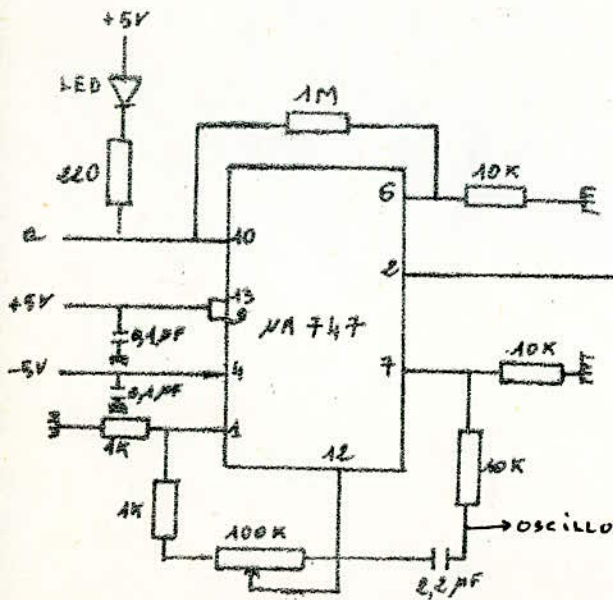 +5V
LED
1M
220
6
10K
a
10
2
+5V
13
9
µA 747
0,1µF
7
10K
-5V
4
0,1µF
1
1K
12
10K
1K
100K
OSCILLO
2,2µF